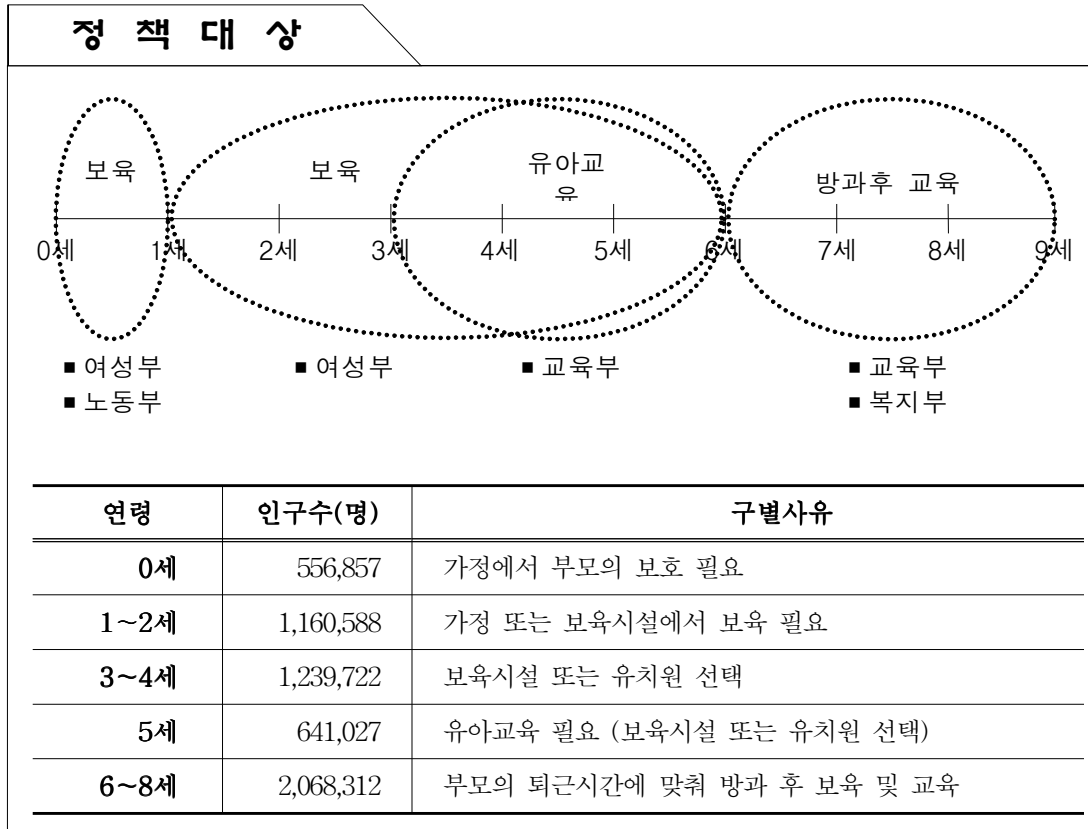 정 책 대 상
보육
보육
유아교
육
방과후 교육
0세 1세 2세 3세 4세 5세 6세 7세 8세 9세
■ 여성부 ■ 여성부 ■ 교육부 ■ 교육부
■ 노동부 ■ 복지부
연령 인구수(명) 구별사유
0세 556,857 가정에서 부모의 보호 필요
1~2세 1,160,588 가정 또는 보육시설에서 보육 필요
3~4세 1,239,722 보육시설 또는 유치원 선택
5세 641,027 유아교육 필요 (보육시설 또는 유치원 선택)
6~8세 2,068,312 부모의 퇴근시간에 맞춰 방과 후 보육 및 교육